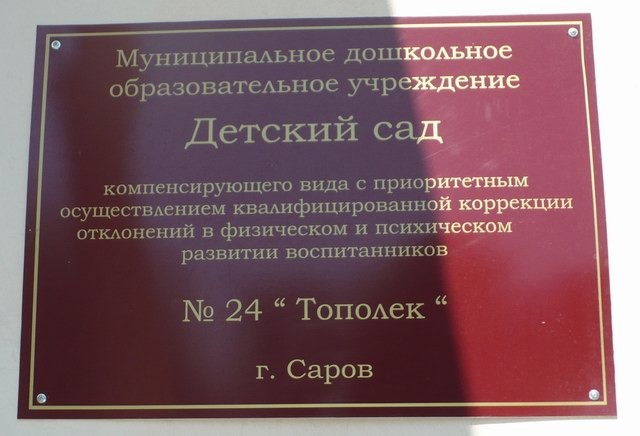 Муниципальное дошкольное
образовательное учреждение
Детский сад
компенсирующего вида с приоритетным
осуществлением квалифицированной коррекции
отклонений в физическом и психическом
развитии воспитанников
№ 24 “ Тополек “
г. Саров